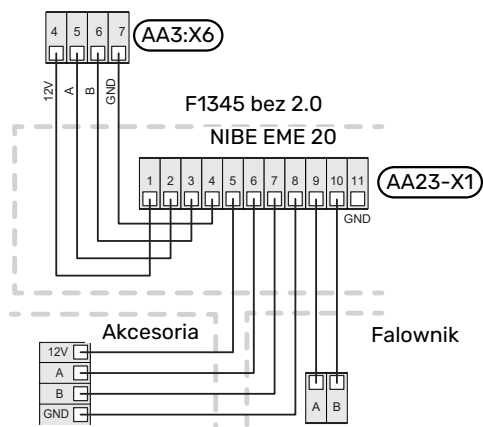 4 5 6 7 AA3:X6
12V A B GND
F1345 bez 2.0
NIBE EME 20
1 2 3 4 5 6 7 8 9 10 11 AA23-X1
GND
Akcesoria Falownik
12V
A
B
GND
A B